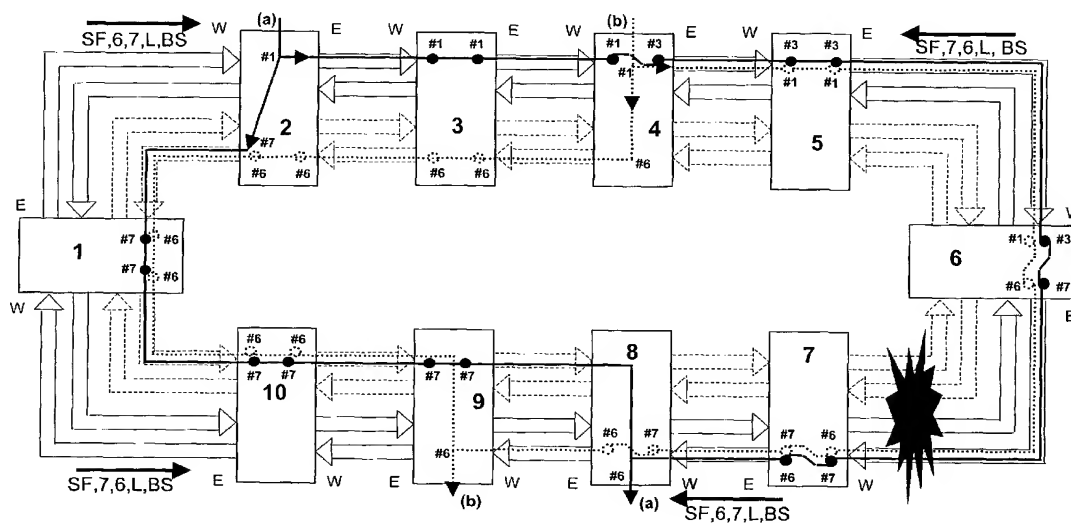 (a)
(b)
W E W E W E W E
SF,6,7,L,BS
SF,7,6,L, BS
#1 #1 #1 #1 #3 #3 #3
#1 #1 #1
2 3 4 5
#7
#6 #6 #6 #6 #6
E W
1 #7 #6
#7 #6
6 #1 #3
#6 #7
W E
#6 #6
#7 #7 #7 #7
10 9 8 7
#6 #6 #7 #7 #6
#6 #6 #7
E W E W E W E W
(b) (a)
SF,7,6,L,BS
SF,6,7,L,BS